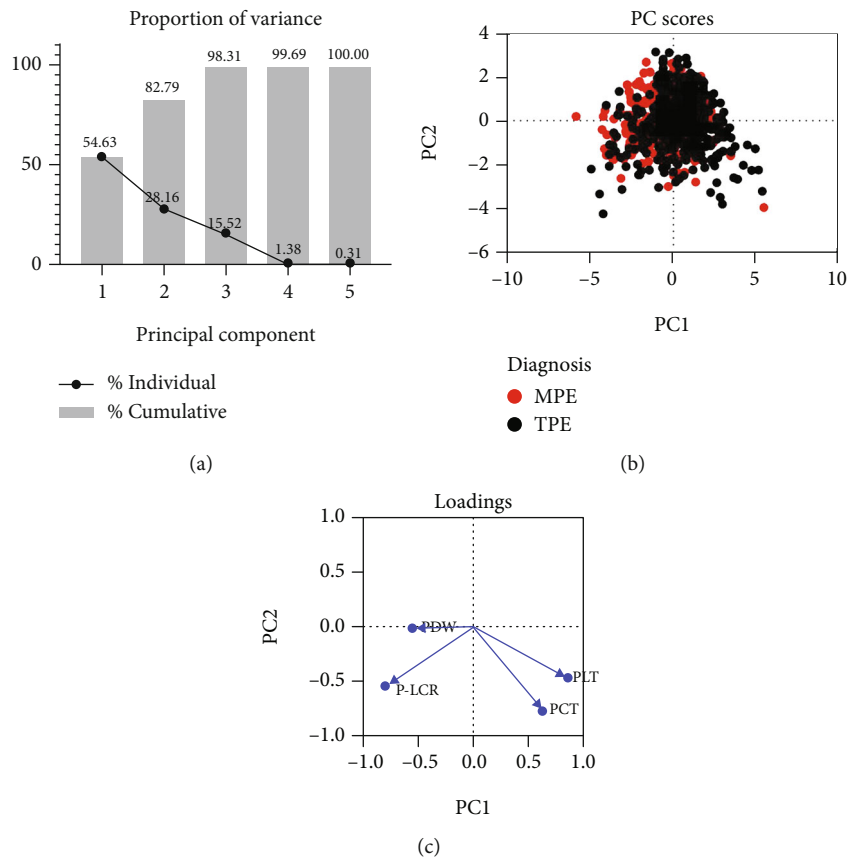 Proportion of variance
100
50
0
54.63
82.79
98.31
99.69
100.00
28.16
15.52
1.38
0.31
1 2 3 4 5
Principal component
% Individual
% Cumulative
(a)
PC scores
4
2
0
−2
−4
−6
PC2
−10 −5 0 5 10
PC1
Diagnosis
MPE
TPE
(b)
Loadings
1.0
0.5
0.0
−0.5
−1.0
PC2
PDW
P-LCR
PLT
PCT
−1.0 −0.5 0.0 0.5 1.0
PC1
(c)